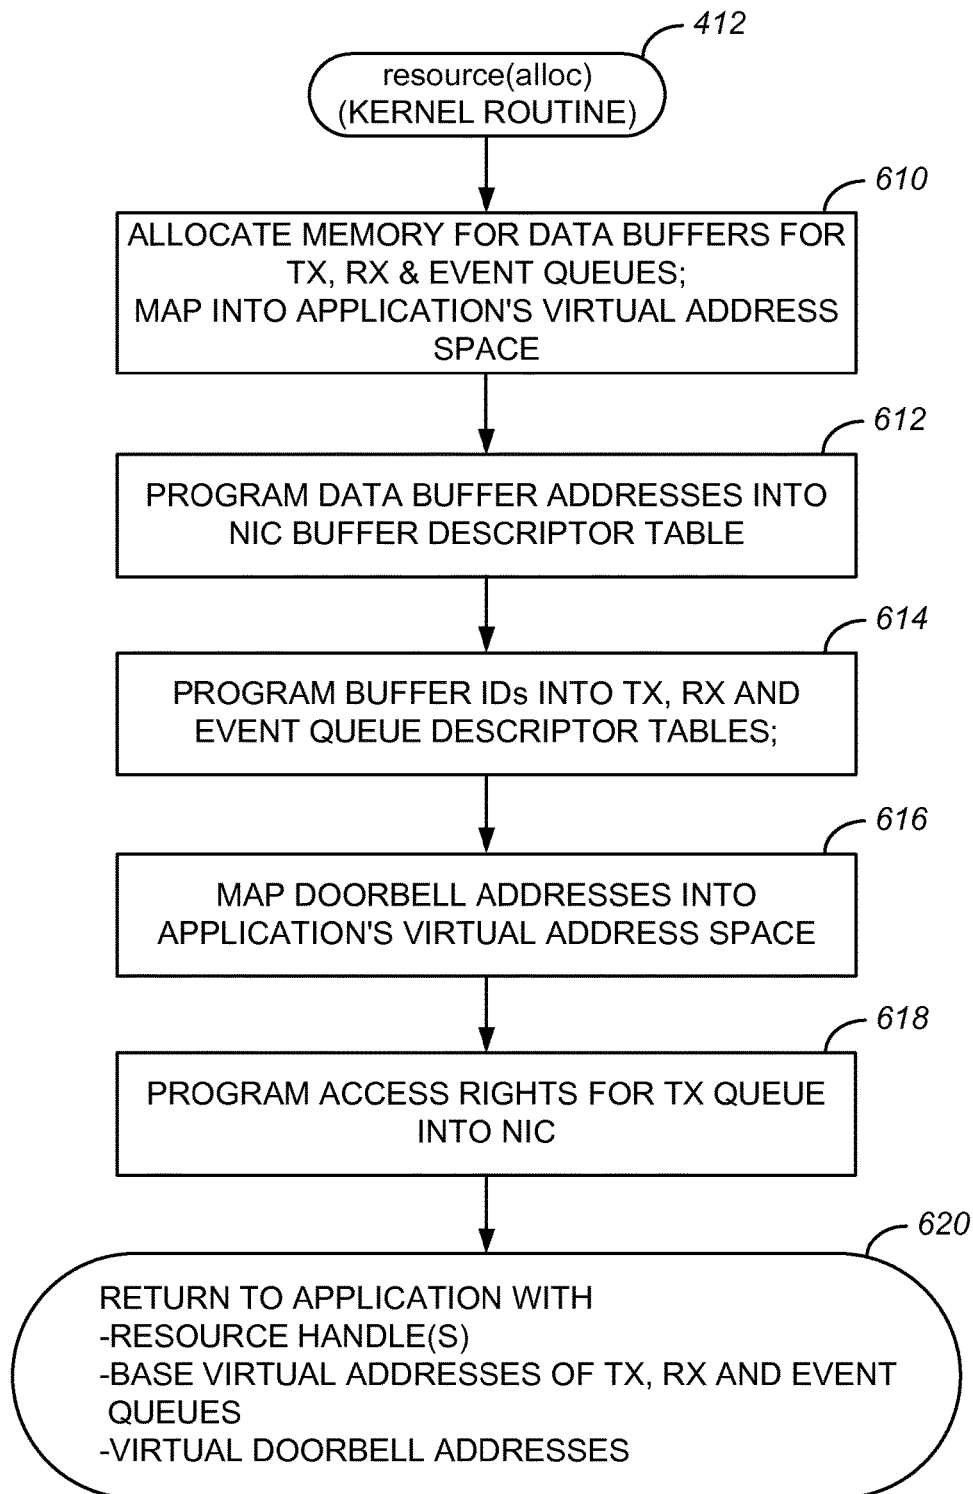 412
resource(alloc)
(KERNEL ROUTINE)
610
ALLOCATE MEMORY FOR DATA BUFFERS FOR
TX, RX & EVENT QUEUES;
MAP INTO APPLICATION'S VIRTUAL ADDRESS
SPACE
612
PROGRAM DATA BUFFER ADDRESSES INTO
NIC BUFFER DESCRIPTOR TABLE
614
PROGRAM BUFFER IDs INTO TX, RX AND
EVENT QUEUE DESCRIPTOR TABLES;
616
MAP DOORBELL ADDRESSES INTO
APPLICATION'S VIRTUAL ADDRESS SPACE
618
PROGRAM ACCESS RIGHTS FOR TX QUEUE
INTO NIC
620
RETURN TO APPLICATION WITH
-RESOURCE HANDLE(S)
-BASE VIRTUAL ADDRESSES OF TX, RX AND EVENT
QUEUES
-VIRTUAL DOORBELL ADDRESSES